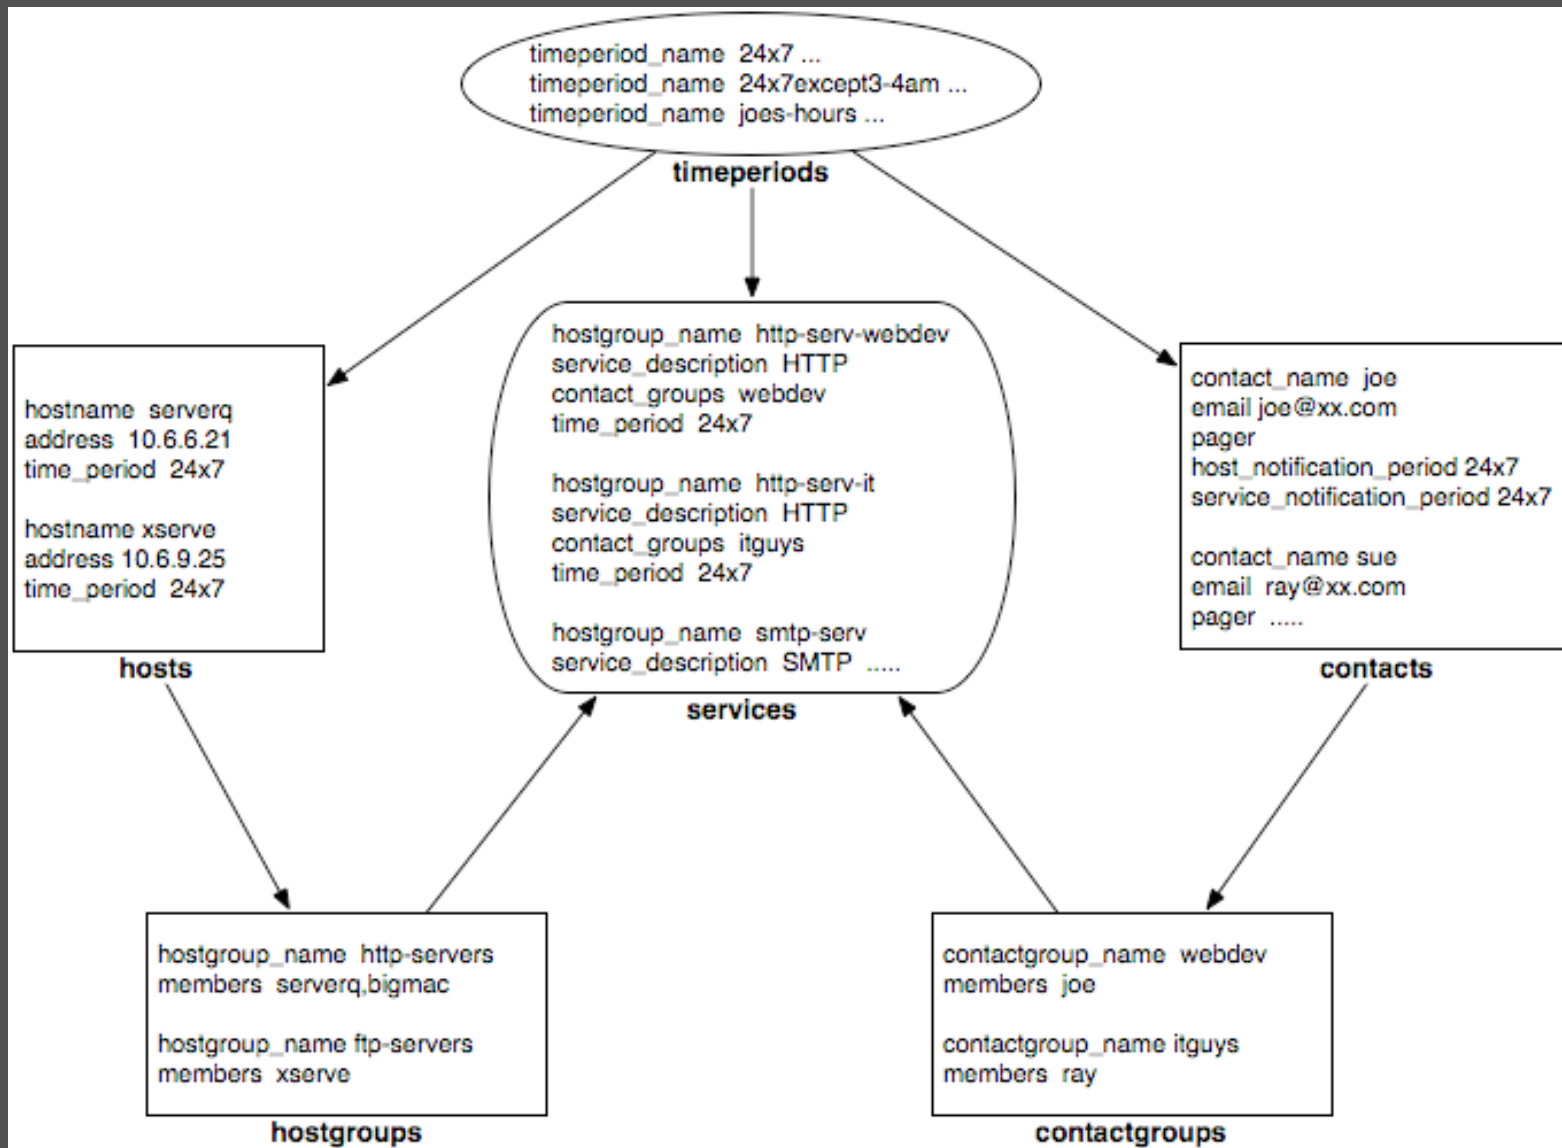 timeperiod_name 24x7 ...
timeperiod_name 24x7except3-4am ...
timeperiod_name joes-hours ...
timeperiods
hostname serverq
address 10.6.6.21
time_period 24x7
hostname xserve
address 10.6.9.25
time_period 24x7
hosts
hostgroup_name http-serv-webdev
service_description HTTP
contact_groups webdev
time_period 24x7
hostgroup_name http-serv-it
service_description HTTP
contact_groups itguys
time_period 24x7
hostgroup_name smtp-serv
service_description SMTP .....
services
contact_name joe
email joe@xx.com
pager
host_notification_period 24x7
service_notification_period 24x7
contact_name sue
email ray@xx.com
pager .....
contacts
hostgroup_name http-servers
members serverq,bigmac
hostgroup_name ftp-servers
members xserve
hostgroups
contactgroup_name webdev
members joe
contactgroup_name itguys
members ray
contactgroups